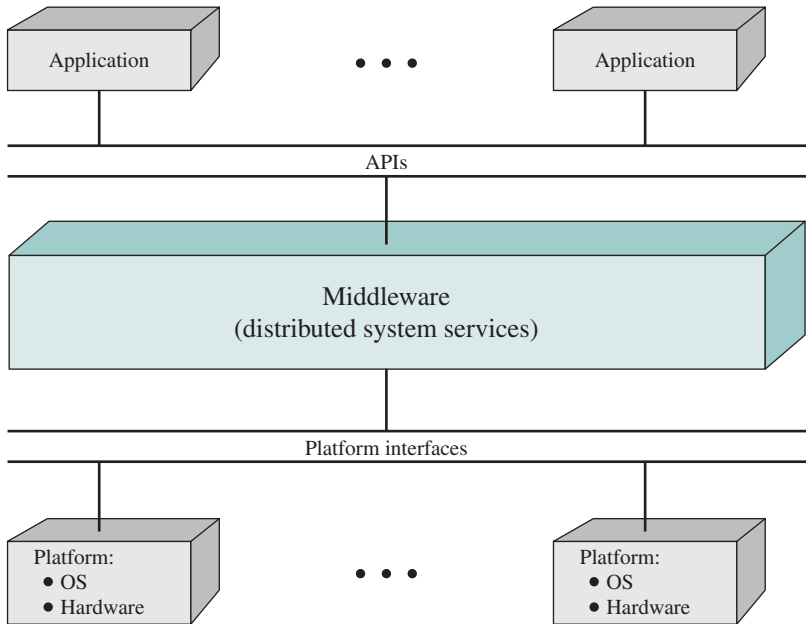 Application
Application
APIs
Middleware
(distributed system services)
Platform interfaces
Platform:
• OS
• Hardware
Platform:
• OS
• Hardware